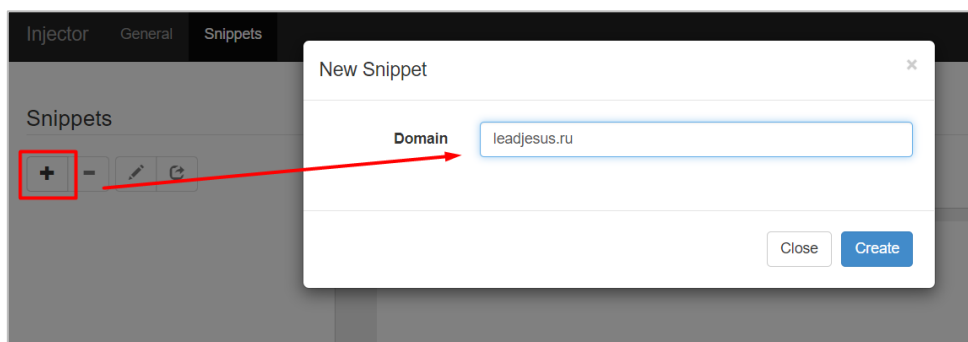 Injector General Snippets
New Snippet ×
Snippets
Domain leadjesus.ru
Close Create